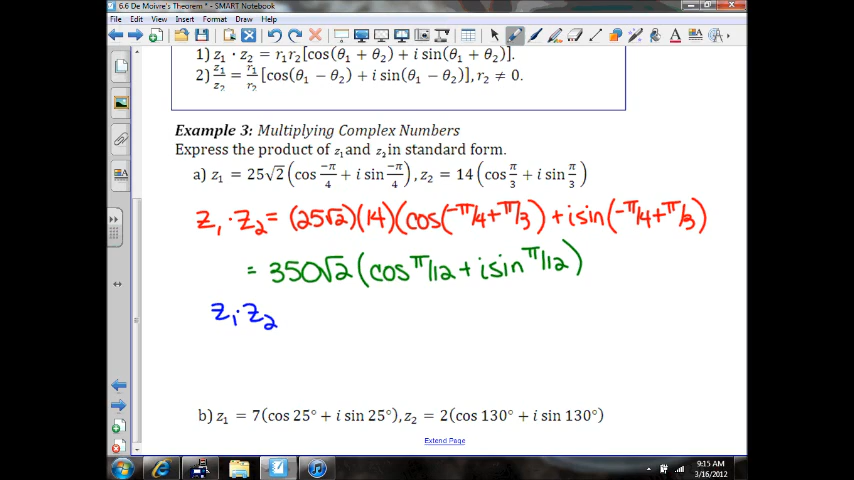 6.6 De Moivre's Theorem * - SMART Notebook
File Edit View Insert Format Draw Help
1) z₁ · z₂ = r₁r₂[cos(θ₁ + θ₂) + i sin(θ₁ + θ₂)].
2) z₁/z₂ = r₁/r₂ [cos(θ₁ − θ₂) + i sin(θ₁ − θ₂)], r₂ ≠ 0.
Example 3: Multiplying Complex Numbers
Express the product of z₁ and z₂ in standard form.
a) z₁ = 25√2 (cos −π/4 + i sin −π/4), z₂ = 14 (cos π/3 + i sin π/3)
z₁ · z₂ = (25√2)(14)(cos(−π/4+π/3) + i sin(−π/4+π/3)
= 350√2 (cos π/12 + i sin π/12)
z₁·z₂
b) z₁ = 7(cos 25° + i sin 25°), z₂ = 2(cos 130° + i sin 130°)
Extend Page
9:15 AM
3/16/2012